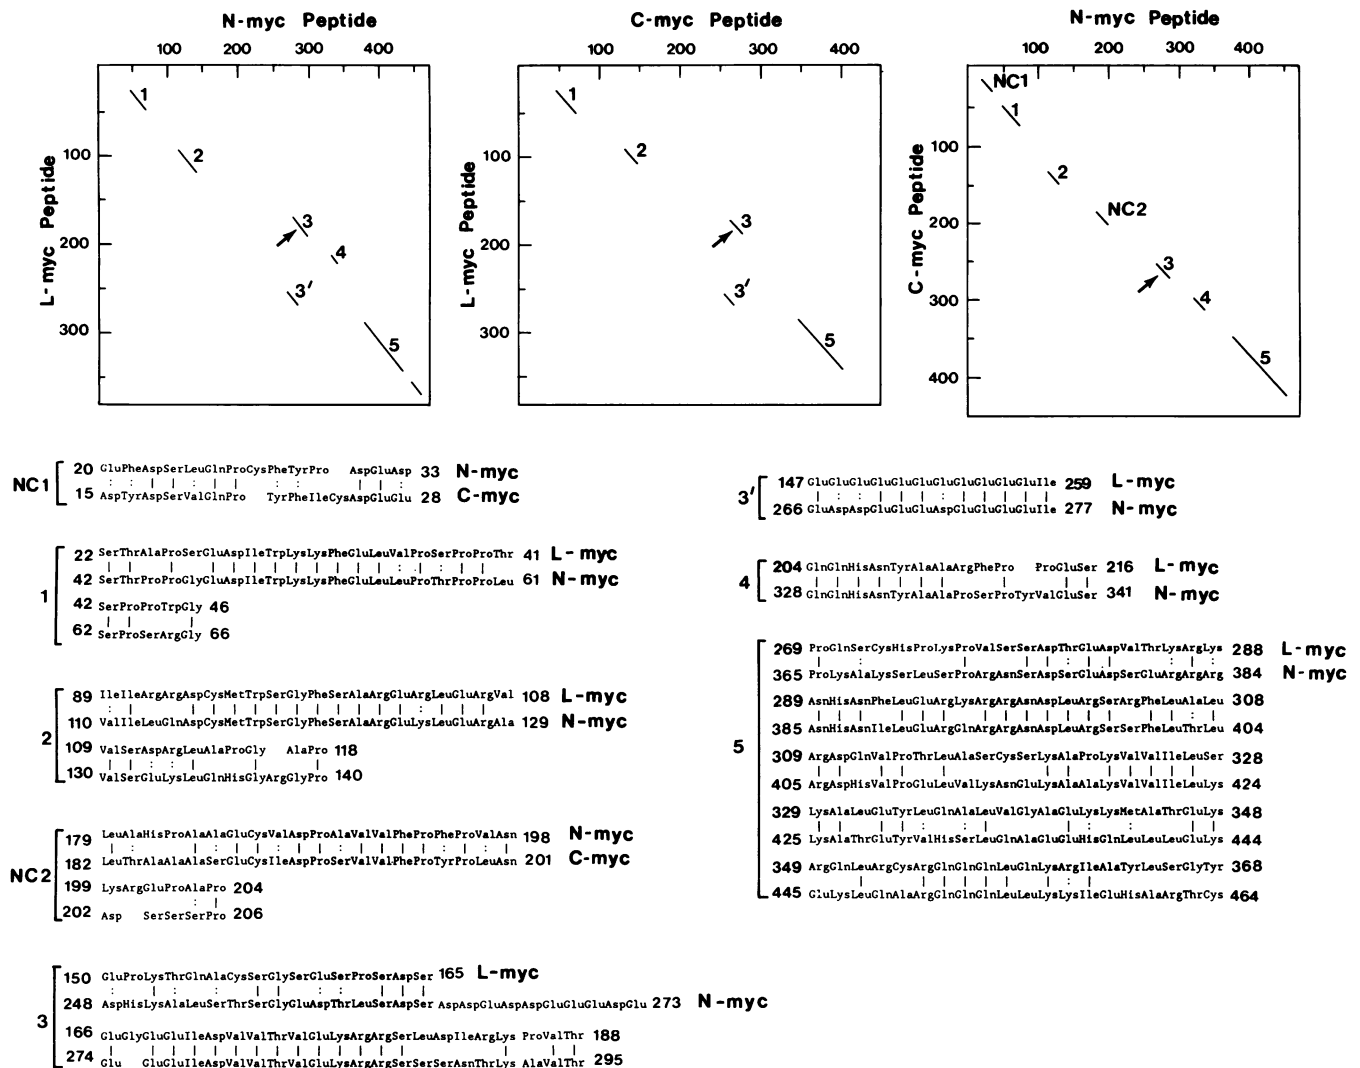 N-myc Peptide
100 200 300 400
L-myc Peptide
100
200
300
1
2
3
4
3′
5
C-myc Peptide
100 200 300 400
L-myc Peptide
100
200
300
1
2
3
3′
5
N-myc Peptide
100 200 300 400
C-myc Peptide
100
200
300
400
NC1
1
2
NC2
3
4
5
NC1
20 GluPheAspSerLeuGlnProCysPheTyrPro AspGluAsp 33 N-myc
15 AspTyrAspSerValGlnPro TyrPheIleCysAspGluGlu 28 C-myc
1
22 SerThrAlaProSerGluAspIleTrpLysLysPheGluLeuValProSerProProThr 41 L-myc
42 SerThrProProGlyGluAspIleTrpLysLysPheGluLeuLeuProThrProProLeu 61 N-myc
42 SerProProTrpGly 46
62 SerProSerArgGly 66
2
89 IleIleArgArgAspCysMetTrpSerGlyPheSerAlaArgGluArgLeuGluArgVal 108 L-myc
110 ValIleLeuGlnAspCysMetTrpSerGlyPheSerAlaArgGluLysLeuGluArgAla 129 N-myc
109 ValSerAspArgLeuAlaProGly AlaPro 118
130 ValSerGluLysLeuGlnHisGlyArgGlyPro 140
NC2
179 LeuAlaHisProAlaAlaGluCysValAspProAlaValValPheProPheProValAsn 198 N-myc
182 LeuThrAlaAlaAlaSerGluCysIleAspProSerValValPheProTyrProLeuAsn 201 C-myc
199 LysArgGluProAlaPro 204
202 Asp SerSerSerPro 206
3
150 GluProLysThrGlnAlaCysSerGlySerGluSerProSerAspSer 165 L-myc
248 AspHisLysAlaLeuSerThrSerGlyGluAspThrLeuSerAspSer AspAspGluAspAspGluGluGluAspGlu 273 N-myc
166 GluGlyGluGluIleAspValValThrValGluLysArgArgSerLeuAspIleArgLys ProValThr 188
274 Glu GluGluIleAspValValThrValGluLysArgArgSerSerSerAsnThrLys AlaValThr 295
3′
147 GluGluGluGluGluGluGluGluGluGluGluIle 259 L-myc
266 GluAspAspGluGluGluAspGluGluGluGluIle 277 N-myc
4
204 GlnGlnHisAsnTyrAlaAlaArgPhePro ProGluSer 216 L-myc
328 GlnGlnHisAsnTyrAlaAlaProSerProTyrValGluSer 341 N-myc
5
269 ProGlnSerCysHisProLysProValSerSerAspThrGluAspValThrLysArgLys 288 L-myc
365 ProLysAlaLysSerLeuSerProArgAsnSerAspSerGluAspSerGluArgArgArg 384 N-myc
289 AsnHisAsnPheLeuGluArgLysArgArgAsnAspLeuArgSerArgPheLeuAlaLeu 308
385 AsnHisAsnIleLeuGluArgGlnArgArgAsnAspLeuArgSerSerPheLeuThrLeu 404
309 ArgAspGlnValProThrLeuAlaSerCysSerLysAlaProLysValValIleLeuSer 328
405 ArgAspHisValProGluLeuValLysAsnGluLysAlaAlaLysValValIleLeuLys 424
329 LysAlaLeuGluTyrLeuGlnAlaLeuValGlyAlaGluLysLysMetAlaThrGluLys 348
425 LysAlaThrGluTyrValHisSerLeuGlnAlaGluGluHisGlnLeuLeuLeuGluLys 444
349 ArgGlnLeuArgCysArgGlnGlnGlnLeuGlnLysArgIleAlaTyrLeuSerGlyTyr 368
445 GluLysLeuGlnAlaArgGlnGlnGlnLeuLeuLysLysIleGluHisAlaArgThrCys 464